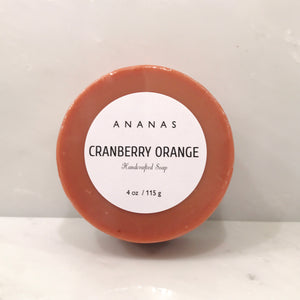 ANANAS
CRANBERRY ORANGE
Handcrafted Soap
4 oz / 115 g